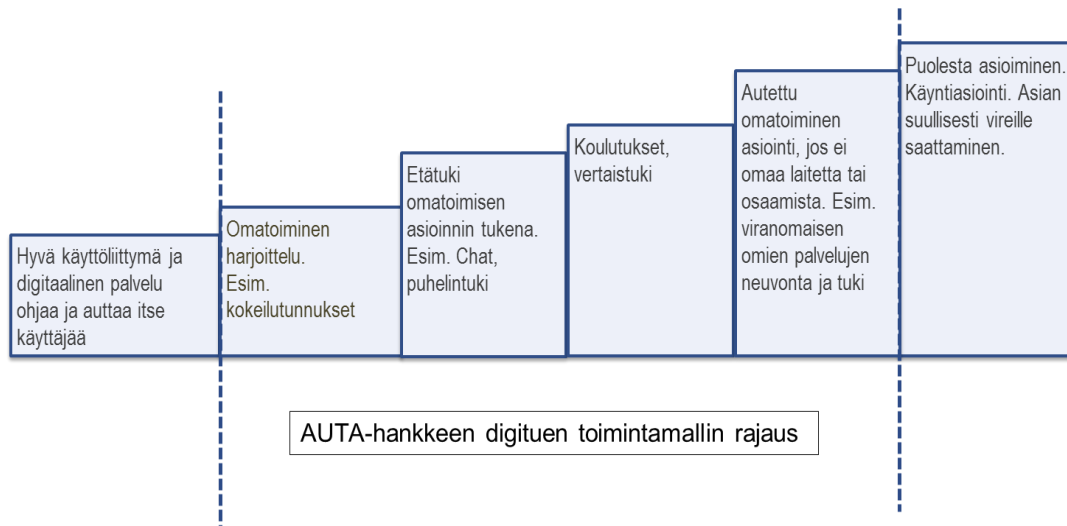 Hyvä käyttöliittymä ja
digitaalinen palvelu
ohjaa ja auttaa itse
käyttäjää
Omatoiminen
harjoittelu.
Esim.
kokeilutunnukset
Etätuki
omatoimisen
asioinnin tukena.
Esim. Chat,
puhelintuki
Koulutukset,
vertaistuki
Autettu
omatoiminen
asiointi, jos ei
omaa laitetta tai
osaamista. Esim.
viranomaisen
omien palvelujen
neuvonta ja tuki
Puolesta asioiminen.
Käyntiasiointi. Asian
suullisesti vireille
saattaminen.
AUTA-hankkeen digituen toimintamallin rajaus